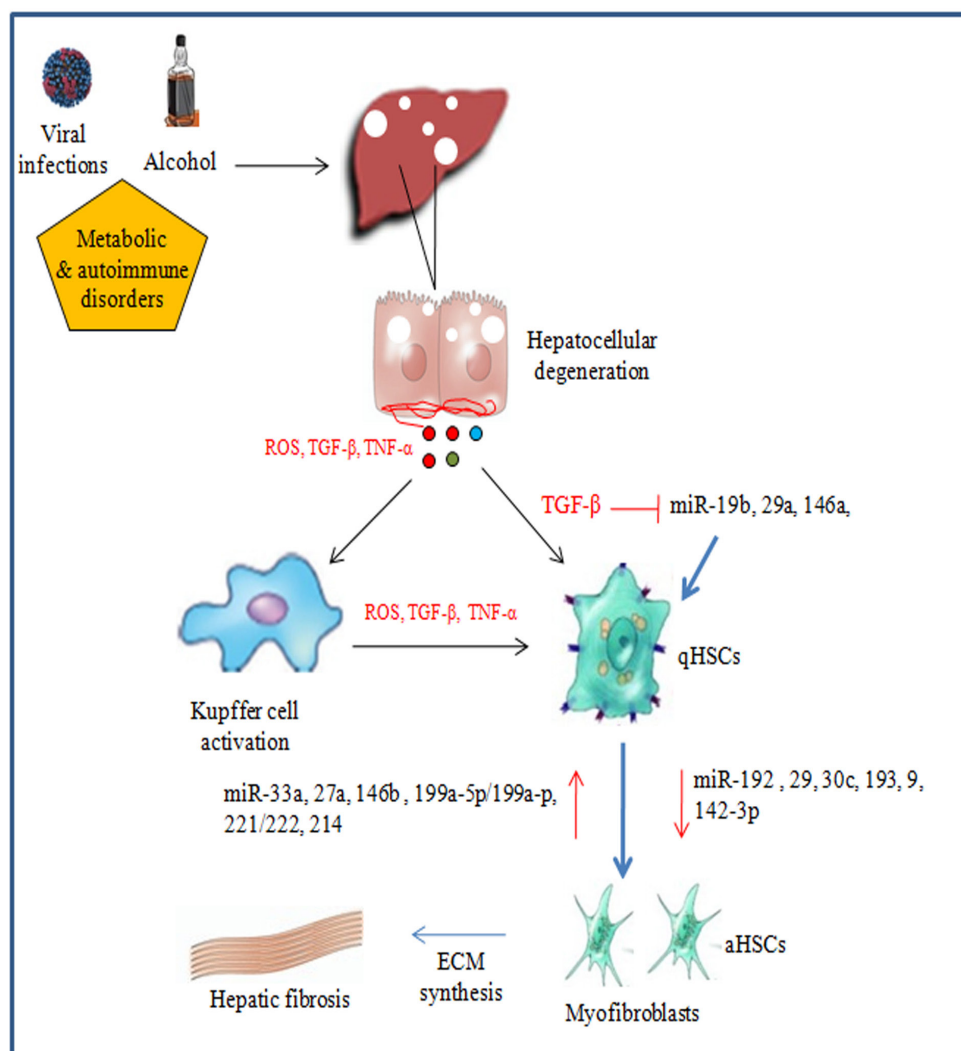 Viral
infections
Alcohol
Metabolic
& autoimmune
disorders
Hepatocellular
degeneration
ROS, TGF-β, TNF-α
TGF-β
miR-19b, 29a, 146a,
ROS, TGF-β, TNF-α
qHSCs
Kupffer cell
activation
miR-33a, 27a, 146b , 199a-5p/199a-p,
221/222, 214
miR-192 , 29, 30c, 193, 9,
142-3p
aHSCs
ECM
synthesis
Hepatic fibrosis
Myofibroblasts